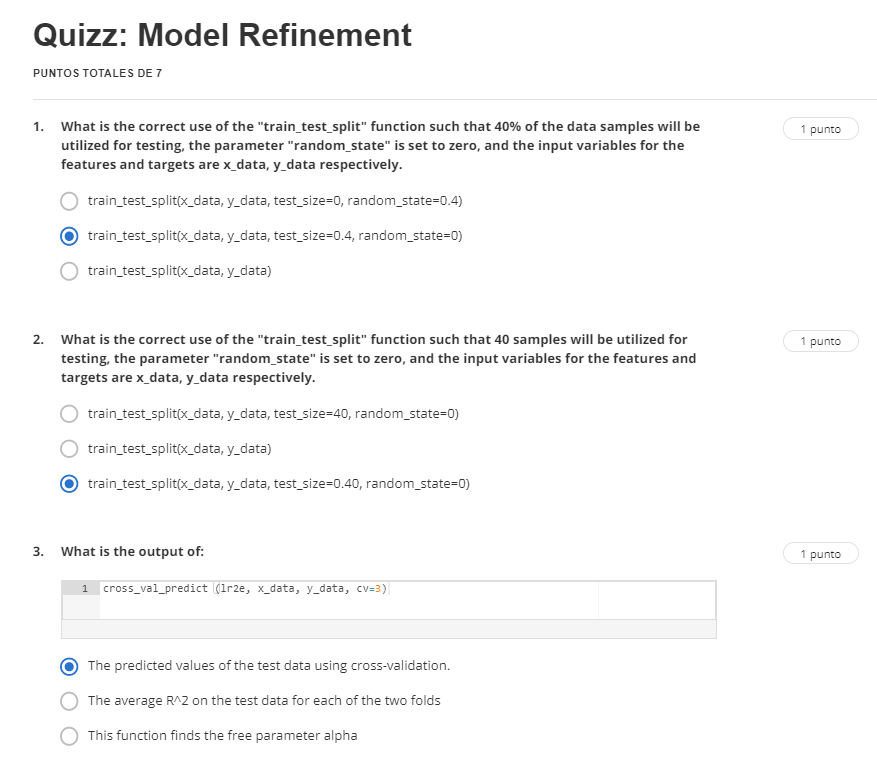 Quizz: Model Refinement
PUNTOS TOTALES DE 7
1. What is the correct use of the "train_test_split" function such that 40% of the data samples will be
utilized for testing, the parameter "random_state" is set to zero, and the input variables for the
features and targets are x_data, y_data respectively.
1 punto
train_test_split(x_data, y_data, test_size=0, random_state=0.4)
train_test_split(x_data, y_data, test_size=0.4, random_state=0)
train_test_split(x_data, y_data)
2. What is the correct use of the "train_test_split" function such that 40 samples will be utilized for
testing, the parameter "random_state" is set to zero, and the input variables for the features and
targets are x_data, y_data respectively.
1 punto
train_test_split(x_data, y_data, test_size=40, random_state=0)
train_test_split(x_data, y_data)
train_test_split(x_data, y_data, test_size=0.40, random_state=0)
3. What is the output of:
1 punto
1 cross_val_predict (lr2e, x_data, y_data, cv=3)
The predicted values of the test data using cross-validation.
The average R^2 on the test data for each of the two folds
This function finds the free parameter alpha